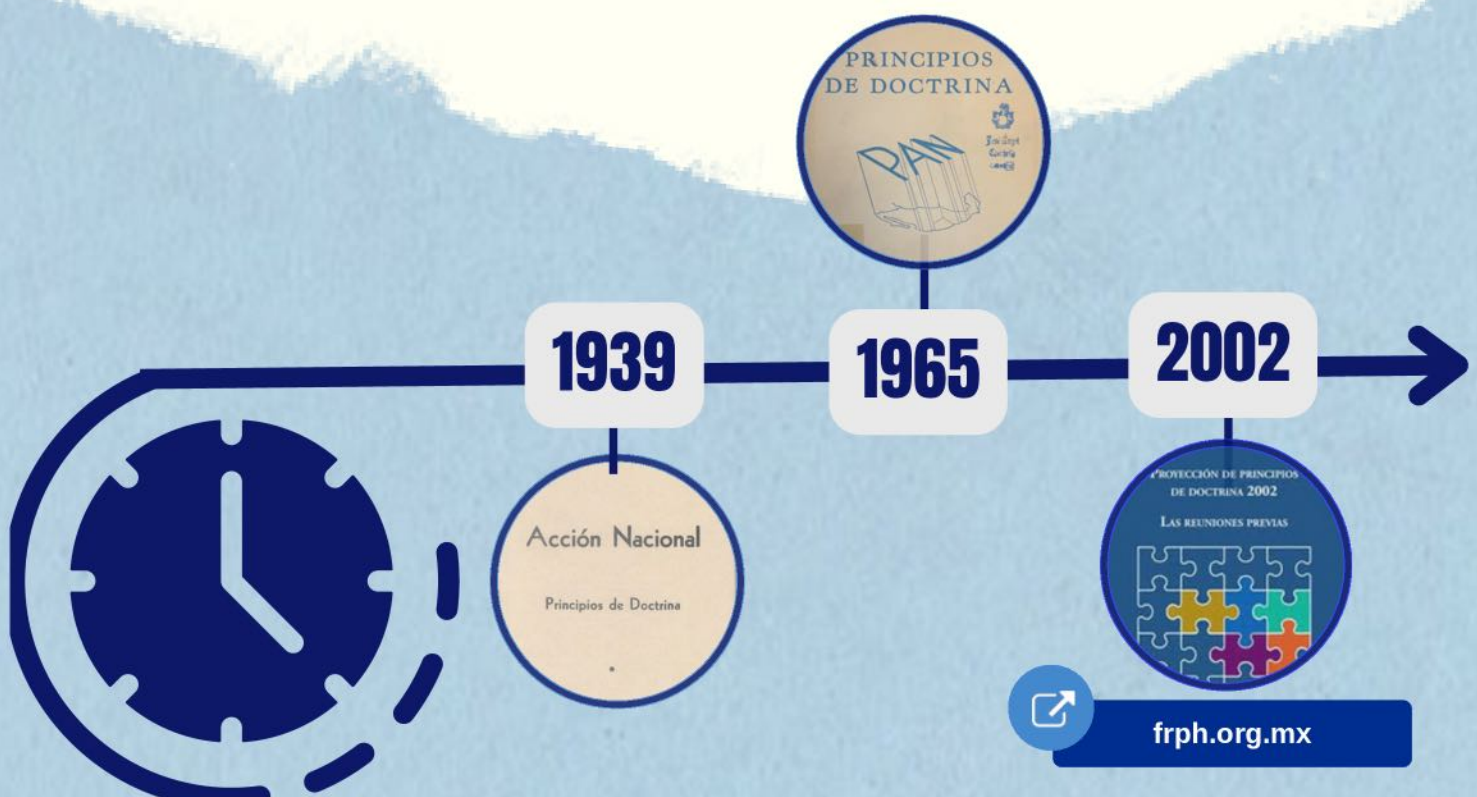 PRINCIPIOS
DE DOCTRINA
PAN
1939
1965
2002
Acción Nacional
Principios de Doctrina
PROYECCIÓN DE PRINCIPIOS
DE DOCTRINA 2002
LAS REUNIONES PREVIAS
frph.org.mx